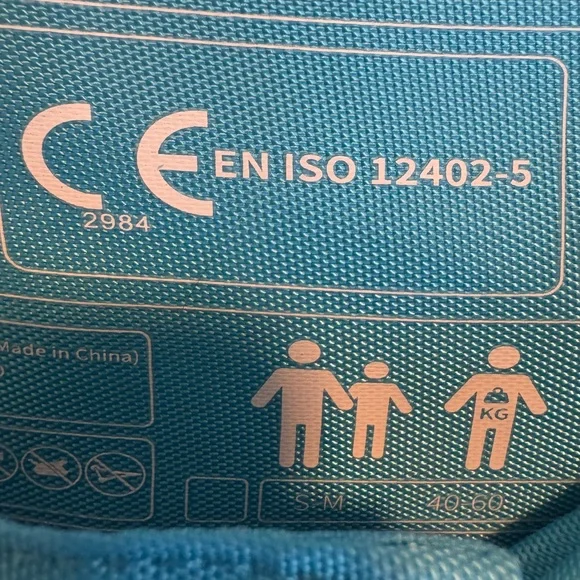 CE EN ISO 12402-5
2984
Made in China)
KG
S-M 40-60